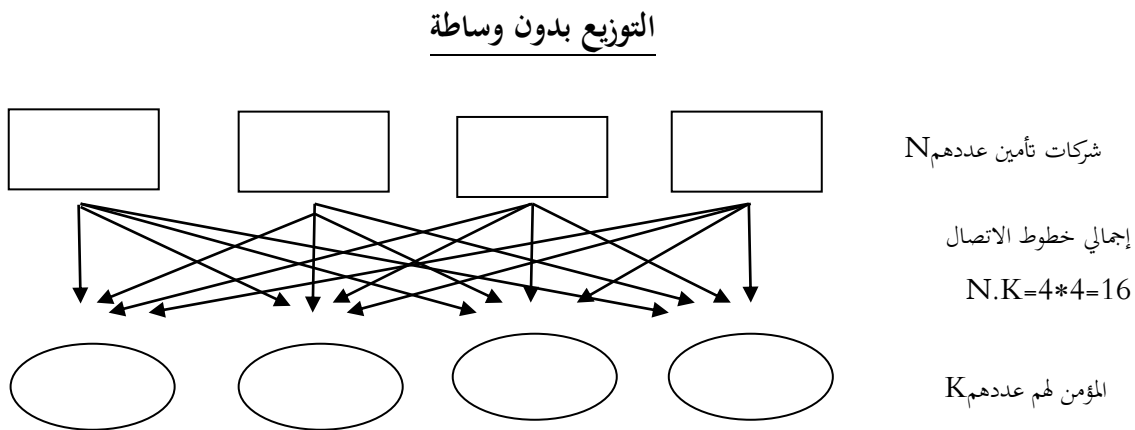 التوزيع بدون وساطة
شركات تأمين عددهمN
إجمالي خطوط الاتصال
N.K=4*4=16
المؤمن لهم عددهمK